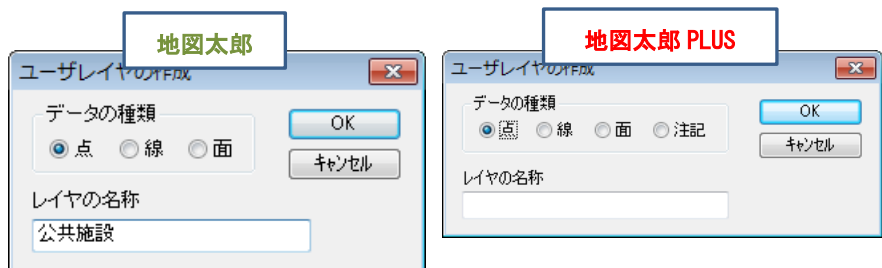 地図太郎
ユーザレイヤの作成
データの種類
点 線 面
OK
キャンセル
レイヤの名称
公共施設
地図太郎 PLUS
ユーザレイヤの作成
データの種類
点 線 面 注記
OK
キャンセル
レイヤの名称